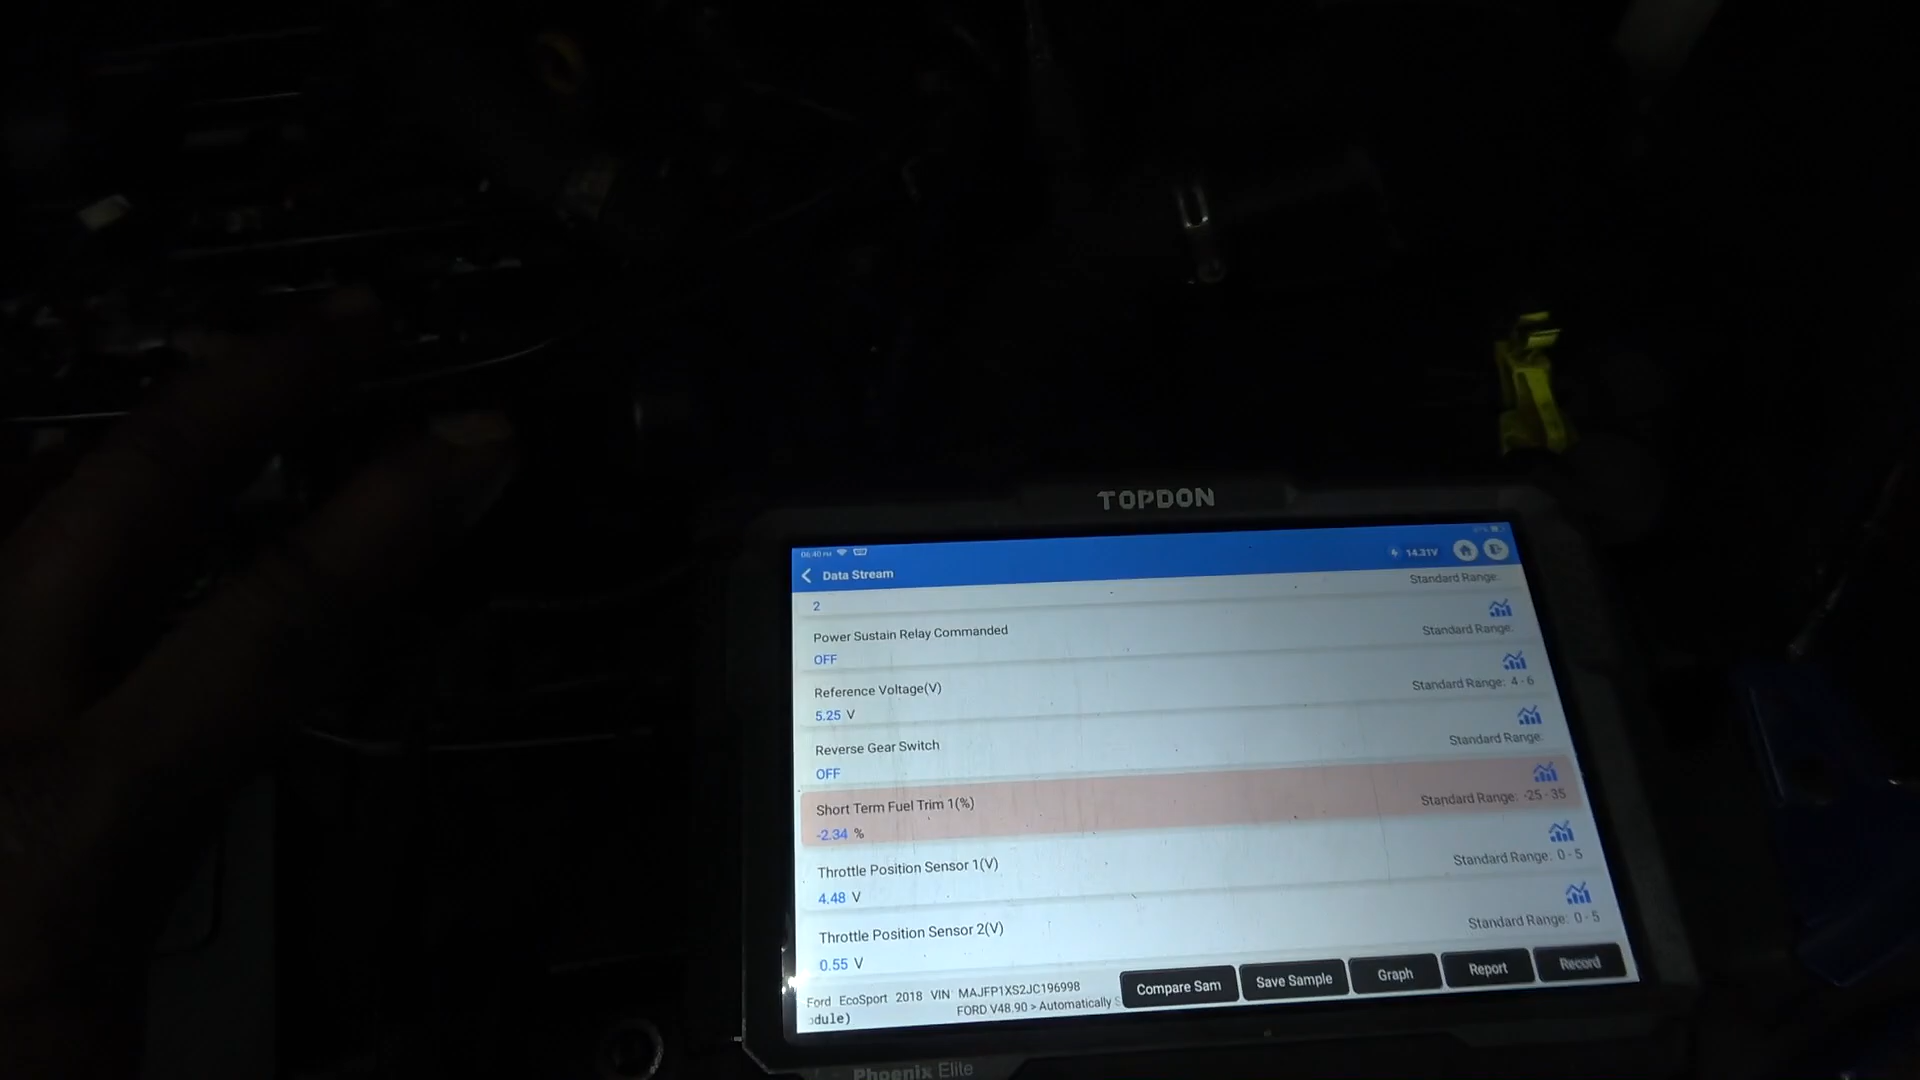 TOPDON
06:40 PM
14.31V
Data Stream
Standard Range:
2
Power Sustain Relay Commanded
Standard Range:
OFF
Reference Voltage(V)
Standard Range: 4 - 6
5.25 V
Reverse Gear Switch
Standard Range:
OFF
Short Term Fuel Trim 1(%)
Standard Range: -25 - 35
-2.34 %
Throttle Position Sensor 1(V)
Standard Range: 0 - 5
4.48 V
Throttle Position Sensor 2(V)
Standard Range: 0 - 5
0.55 V
Compare Sam
Save Sample
Graph
Report
Record
Ford EcoSport 2018 VIN MAJFP1XS2JC196998
FORD V48.90 > Automatically S
odule)
Phoenix Elite